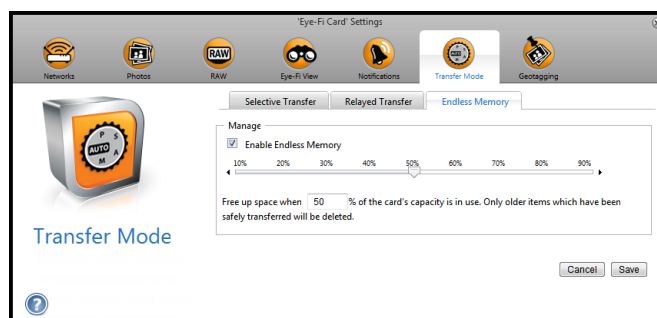 'Eye-Fi Card' Settings
Networks Photos RAW Eye-Fi View Notifications Transfer Mode Geotagging
RAW
P S A M AUTO
Selective Transfer Relayed Transfer Endless Memory
Manage
Enable Endless Memory
10% 20% 30% 40% 50% 60% 70% 80% 90%
Free up space when 50 % of the card's capacity is in use. Only older items which have been
safely transferred will be deleted.
Transfer Mode
Cancel Save
?